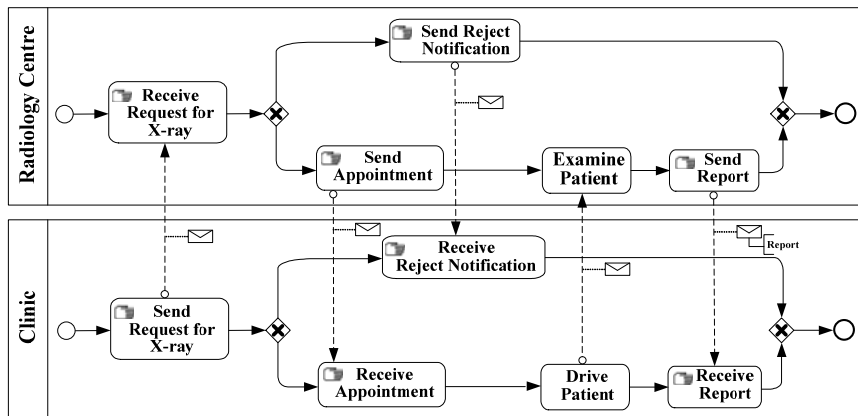 Radiology Centre
Receive
Request for
X-ray
Send Reject
Notification
Send
Appointment
Examine
Patient
Send
Report
Clinic
Send
Request for
X-ray
Receive
Reject Notification
Report
Receive
Appointment
Drive
Patient
Receive
Report